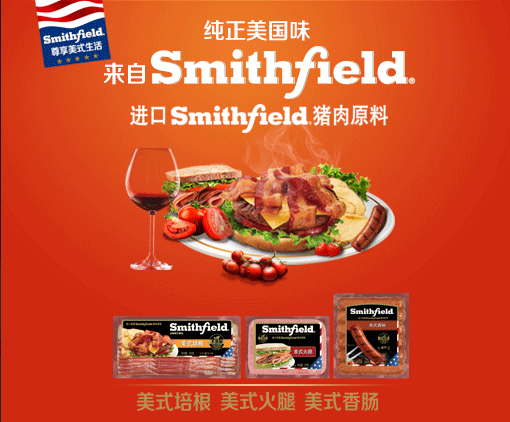 Smithfield
尊享美式生活
纯正美国味
来自Smithfield®
进口Smithfield®猪肉原料
Smithfield
美式培根
Smithfield
美式火腿
Smithfield
美式香肠
美式培根 美式火腿 美式香肠